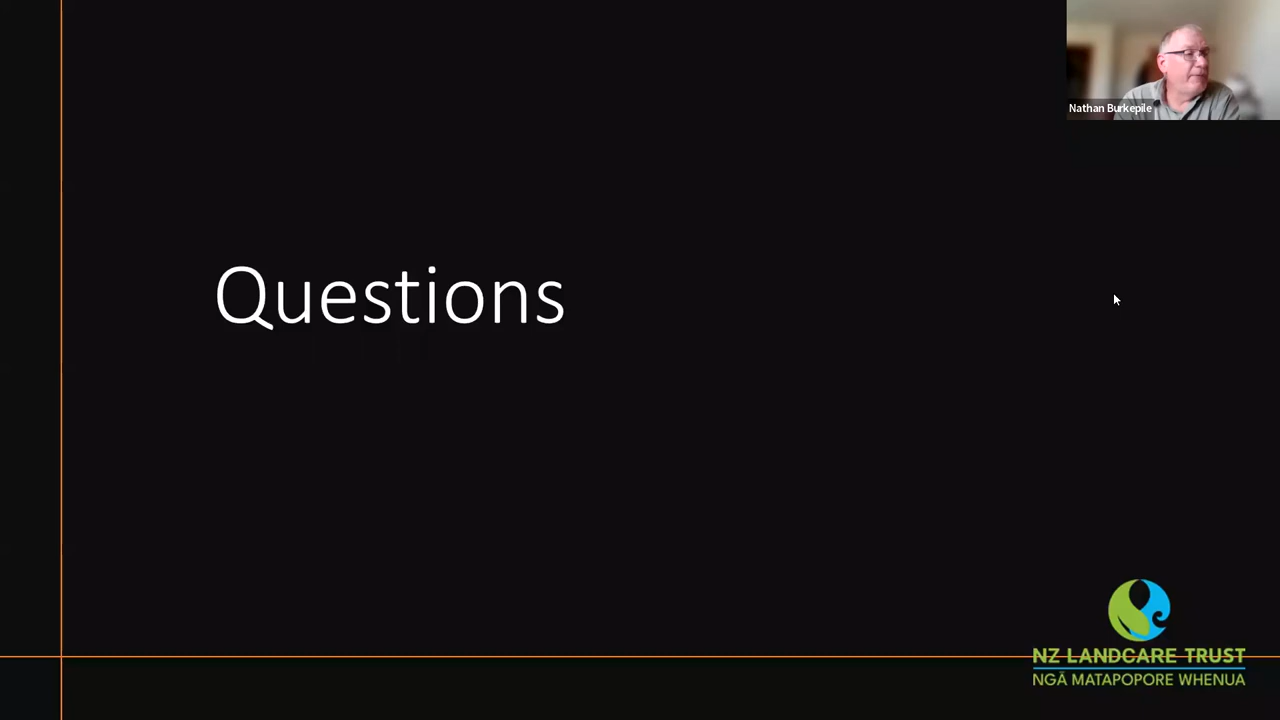 Nathan Burkepile
Questions
NZ LANDCARE TRUST
NGĀ MATAPOPORE WHENUA